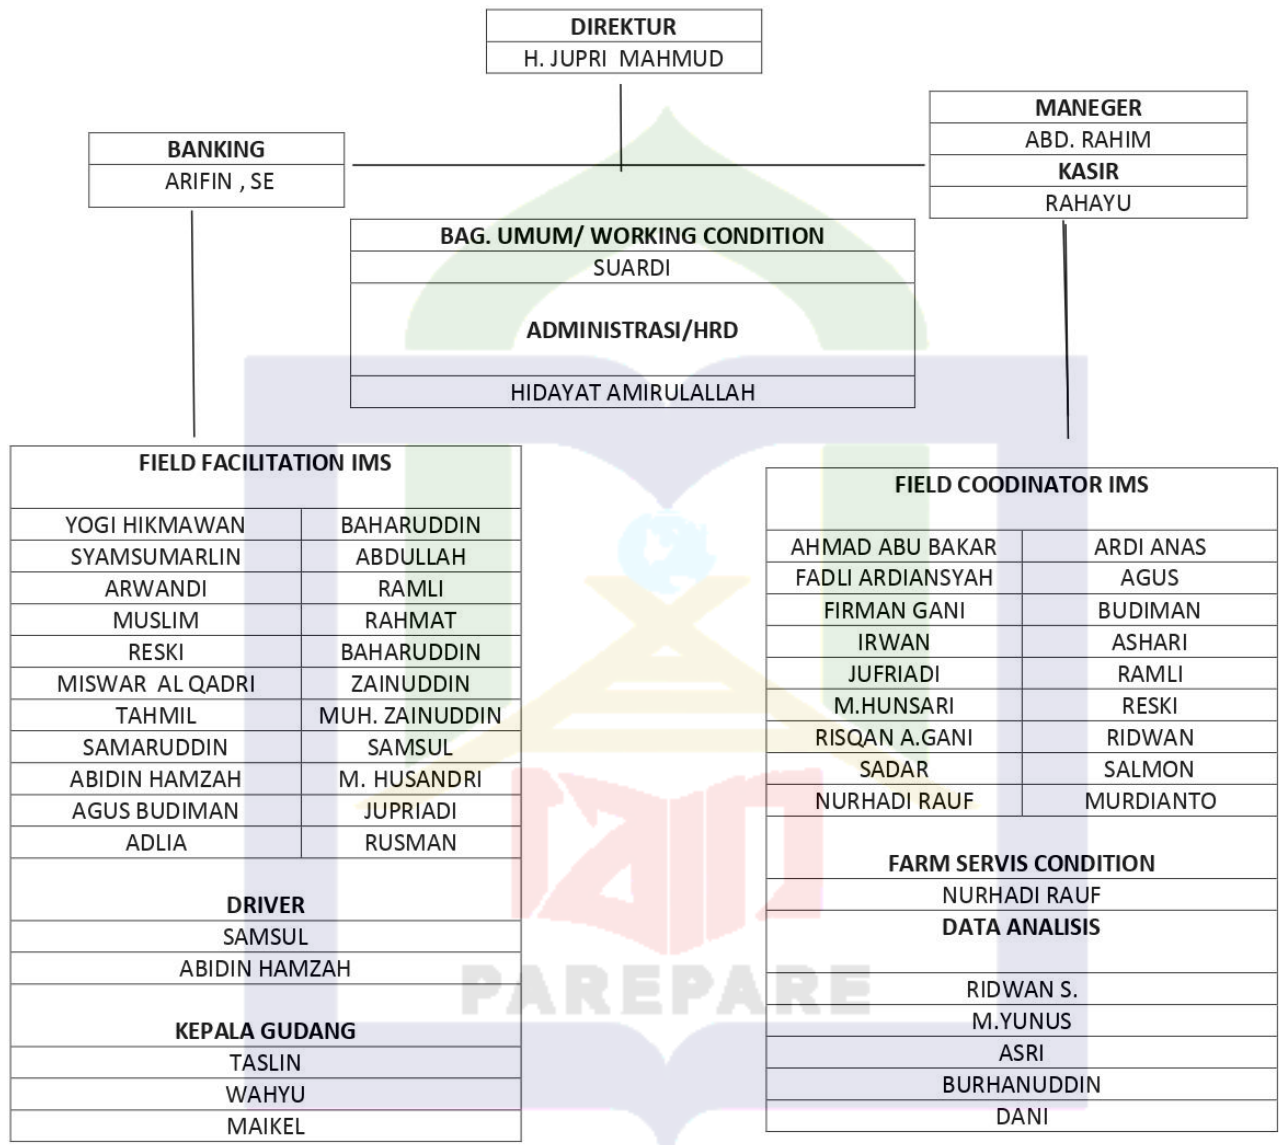 DIREKTUR
H. JUPRI MAHMUD
MANEGER
ABD. RAHIM
KASIR
RAHAYU
BANKING
ARIFIN , SE
BAG. UMUM/ WORKING CONDITION
SUARDI
ADMINISTRASI/HRD
HIDAYAT AMIRULALLAH
FIELD FACILITATION IMS
YOGI HIKMAWAN BAHARUDDIN
SYAMSUMARLIN ABDULLAH
ARWANDI RAMLI
MUSLIM RAHMAT
RESKI BAHARUDDIN
MISWAR AL QADRI ZAINUDDIN
TAHMIL MUH. ZAINUDDIN
SAMARUDDIN SAMSUL
ABIDIN HAMZAH M. HUSANDRI
AGUS BUDIMAN JUPRIADI
ADLIA RUSMAN
DRIVER
SAMSUL
ABIDIN HAMZAH
KEPALA GUDANG
TASLIN
WAHYU
MAIKEL
FIELD COODINATOR IMS
AHMAD ABU BAKAR ARDI ANAS
FADLI ARDIANSYAH AGUS
FIRMAN GANI BUDIMAN
IRWAN ASHARI
JUFRIADI RAMLI
M.HUNSARI RESKI
RISQAN A.GANI RIDWAN
SADAR SALMON
NURHADI RAUF MURDIANTO
FARM SERVIS CONDITION
NURHADI RAUF
DATA ANALISIS
RIDWAN S.
M.YUNUS
ASRI
BURHANUDDIN
DANI
PAREPARE